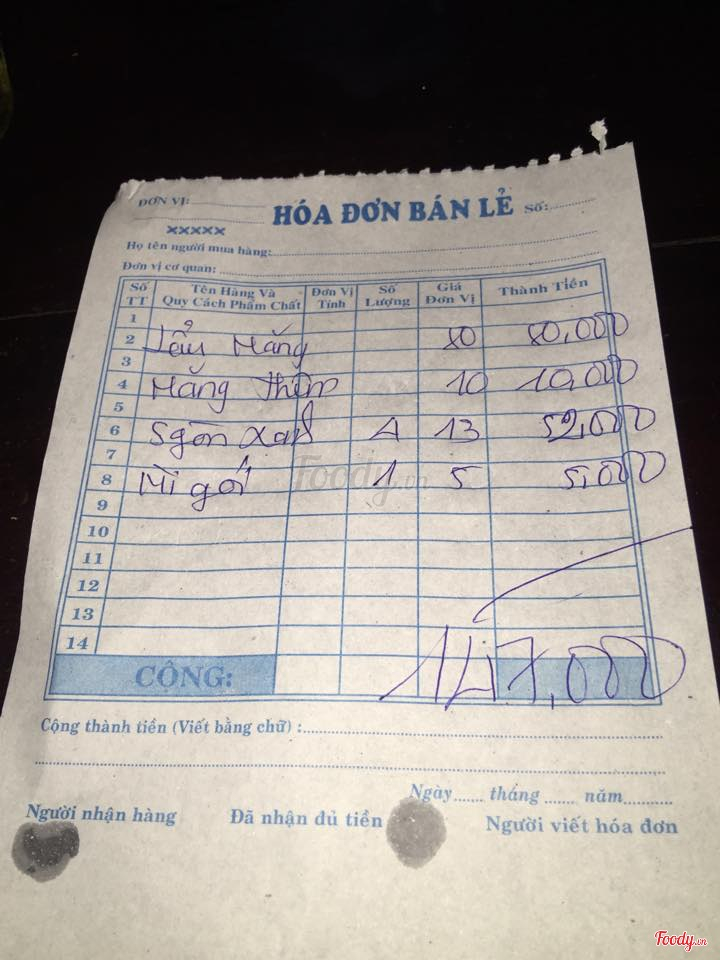 ĐƠN VỊ:
HÓA ĐƠN BÁN LẺ Số:
xxxxx
Họ tên người mua hàng:
Đơn vị cơ quan:
Số TT Tên Hàng Và Quy Cách Phẩm Chất Đơn Vị Tính Số Lượng Giá Đơn Vị Thành Tiền
1
2 Lẩu Măng 80 80,000
3
4 Măng thêm 10 10,000
5
6 Sgòn Xanh 4 13 52,000
7
8 Mì gói 1 5 5,000
9
10
11
12
13
14
CÔNG: 147,000
Cộng thành tiền (Viết bằng chữ) :
Ngày tháng năm
Người nhận hàng Đã nhận đủ tiền Người viết hóa đơn
Foody.vn
Foody.vn